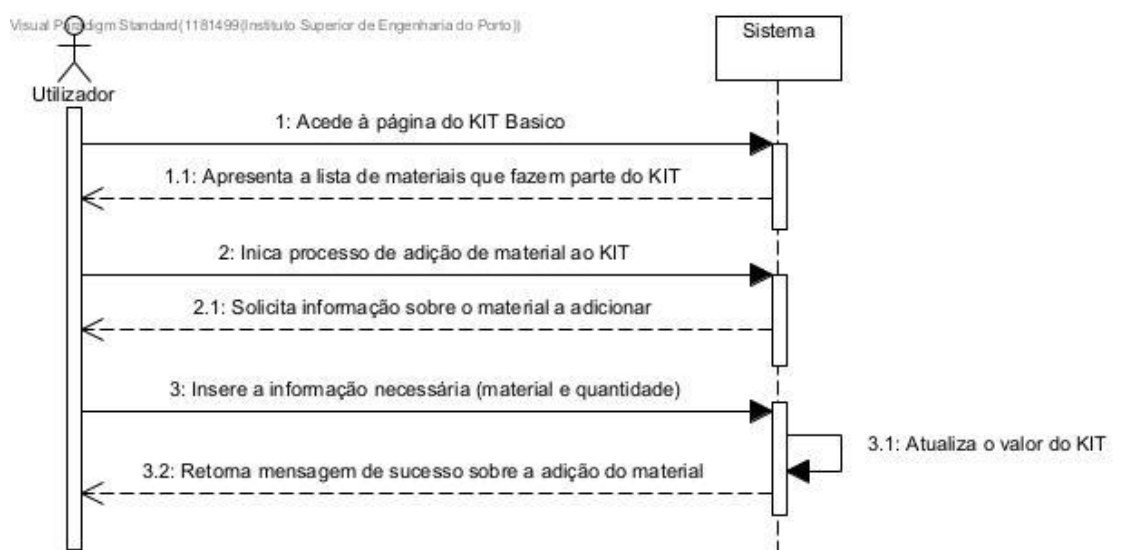 Visual Paradigm Standard(1181499(Instituto Superior de Engenharia do Porto))
Sistema
Utilizador
1: Acede à página do KIT Basico
1.1: Apresenta a lista de materiais que fazem parte do KIT
2: Inica processo de adição de material ao KIT
2.1: Solicita informação sobre o material a adicionar
3: Insere a informação necessária (material e quantidade)
3.1: Atualiza o valor do KIT
3.2: Retorna mensagem de sucesso sobre a adição do material